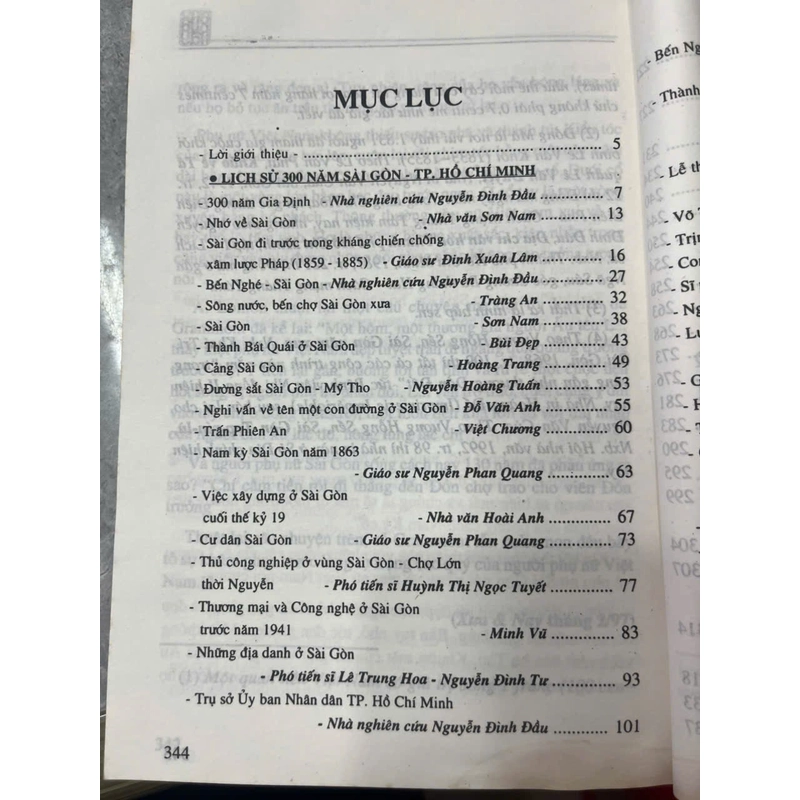 MỤC LỤC
- Lời giới thiệu - ........ 5
• LỊCH SỬ 300 NĂM SÀI GÒN - TP. HỒ CHÍ MINH
- 300 năm Gia Định - Nhà nghiên cứu Nguyễn Đình Đầu ........ 7
- Nhớ về Sài Gòn - Nhà văn Sơn Nam ........ 13
- Sài Gòn đi trước trong kháng chiến chống
xâm lược Pháp (1859 - 1885) - Giáo sư Đinh Xuân Lâm ........ 16
- Bến Nghé - Sài Gòn - Nhà nghiên cứu Nguyễn Đình Đầu ........ 27
- Sông nước, bến chợ Sài Gòn xưa - Tràng An ........ 32
- Sài Gòn - Sơn Nam ........ 38
- Thành Bát Quái ở Sài Gòn - Bùi Đẹp ........ 43
- Cảng Sài Gòn - Hoàng Trang ........ 49
- Đường sắt Sài Gòn - Mỹ Tho - Nguyễn Hoàng Tuấn ........ 53
- Nghi vấn về tên một con đường ở Sài Gòn - Đỗ Văn Anh ........ 55
- Trấn Phiên An - Việt Chương ........ 60
- Nam kỳ Sài Gòn năm 1863
- Giáo sư Nguyễn Phan Quang ........ 63
- Việc xây dựng ở Sài Gòn
cuối thế kỷ 19 - Nhà văn Hoài Anh ........ 67
- Cư dân Sài Gòn - Giáo sư Nguyễn Phan Quang ........ 73
- Thủ công nghiệp ở vùng Sài Gòn - Chợ Lớn
thời Nguyễn - Phó tiến sĩ Huỳnh Thị Ngọc Tuyết ........ 77
- Thương mại và Công nghệ ở Sài Gòn
trước năm 1941 - Minh Vũ ........ 83
- Những địa danh ở Sài Gòn
- Phó tiến sĩ Lê Trung Hoa - Nguyễn Đình Tư ........ 93
- Trụ sở Ủy ban Nhân dân TP. Hồ Chí Minh
- Nhà nghiên cứu Nguyễn Đình Đầu ........ 101
344
- Bến
- Thành
- Lễ
- Võ
- Sĩ